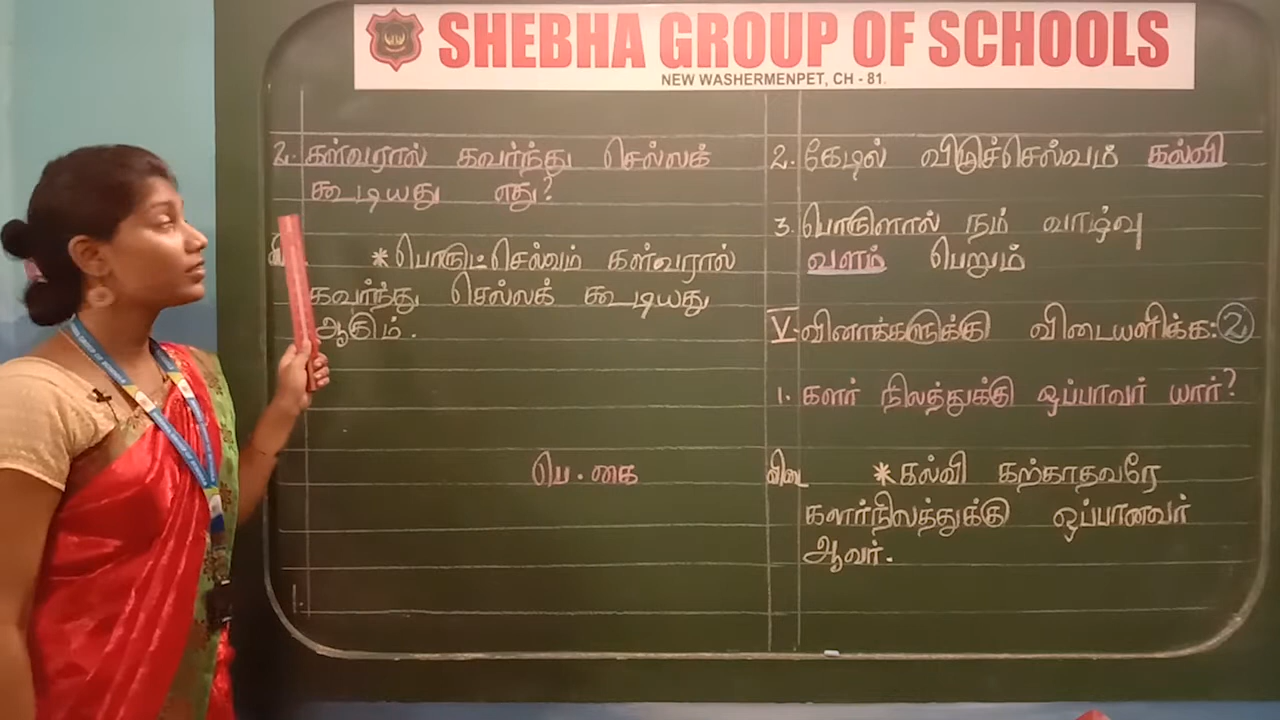 SHEBHA GROUP OF SCHOOLS
NEW WASHERMENPET, CH - 81.
2. கள்வரால் கவர்ந்து செல்லக்
கூடியது எது?
* பொருட்செல்வம் கள்வரால்
கவர்ந்து செல்லக் கூடியது
ஆகும்.
பெ.கை
2. கேடில் விழுச்செல்வம் கல்வி
3. பொருளால் நம் வாழ்வு
வளம் பெறும்
V. வினாக்களுக்கு விடையளிக்க: 2
1. களர் நிலத்துக்கு ஒப்பாவர் யார்?
விடை * கல்வி கற்காதவரே
களர்நிலத்துக்கு ஒப்பானவர்
ஆவர்.